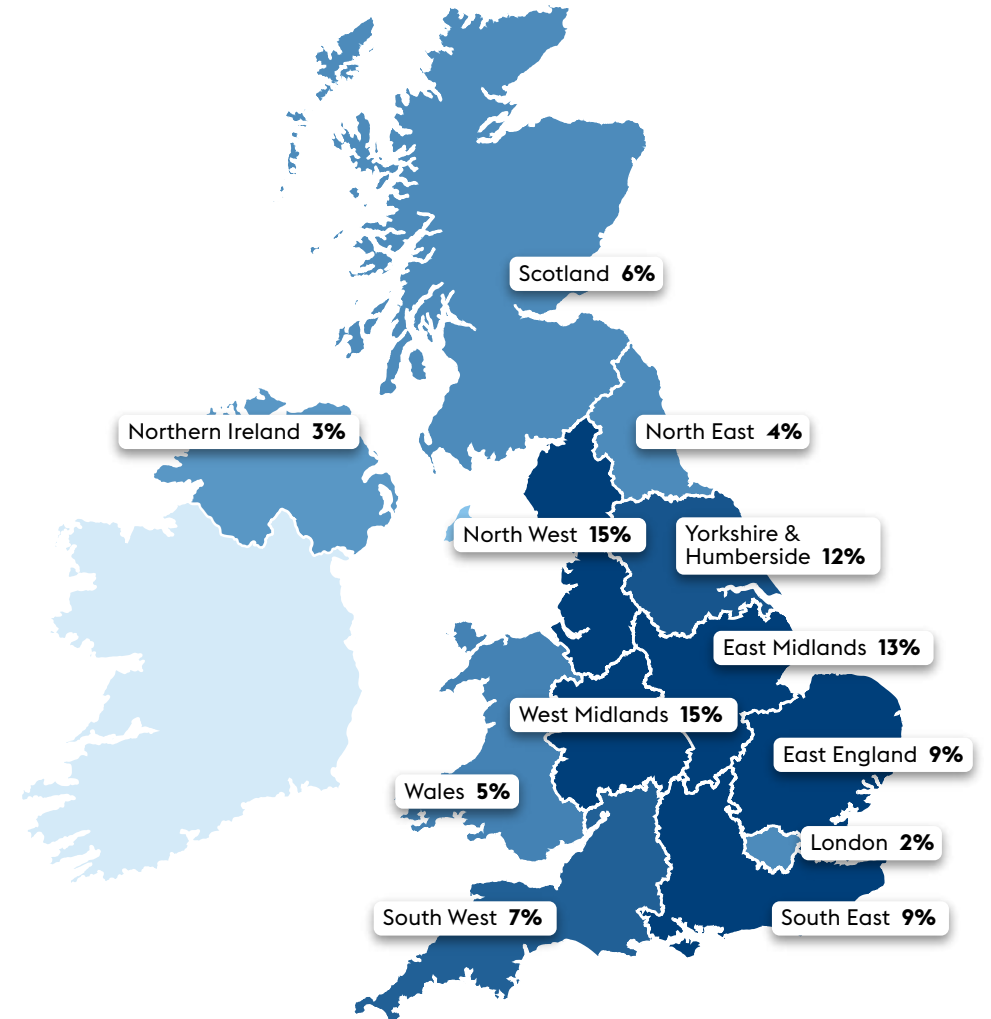 Scotland 6%
Northern Ireland 3%
North East 4%
North West 15%
Yorkshire &
Humberside 12%
East Midlands 13%
West Midlands 15%
East England 9%
Wales 5%
London 2%
South West 7%
South East 9%